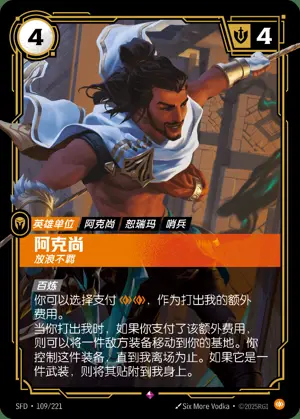 4
4
英雄单位 阿克尚 恕瑞玛 哨兵
阿克尚
放浪不羁
百炼
你可以选择支付，作为打出我的额外
费用。
当你打出我时，如果你支付了该额外费用，
则可以将一件敌方装备移动到你的基地。你
控制这件装备，直到我离场为止。如果它是一
件武装，则将其贴附到我身上。
SFD • 109/221
Six More Vodka • ©2025RGI